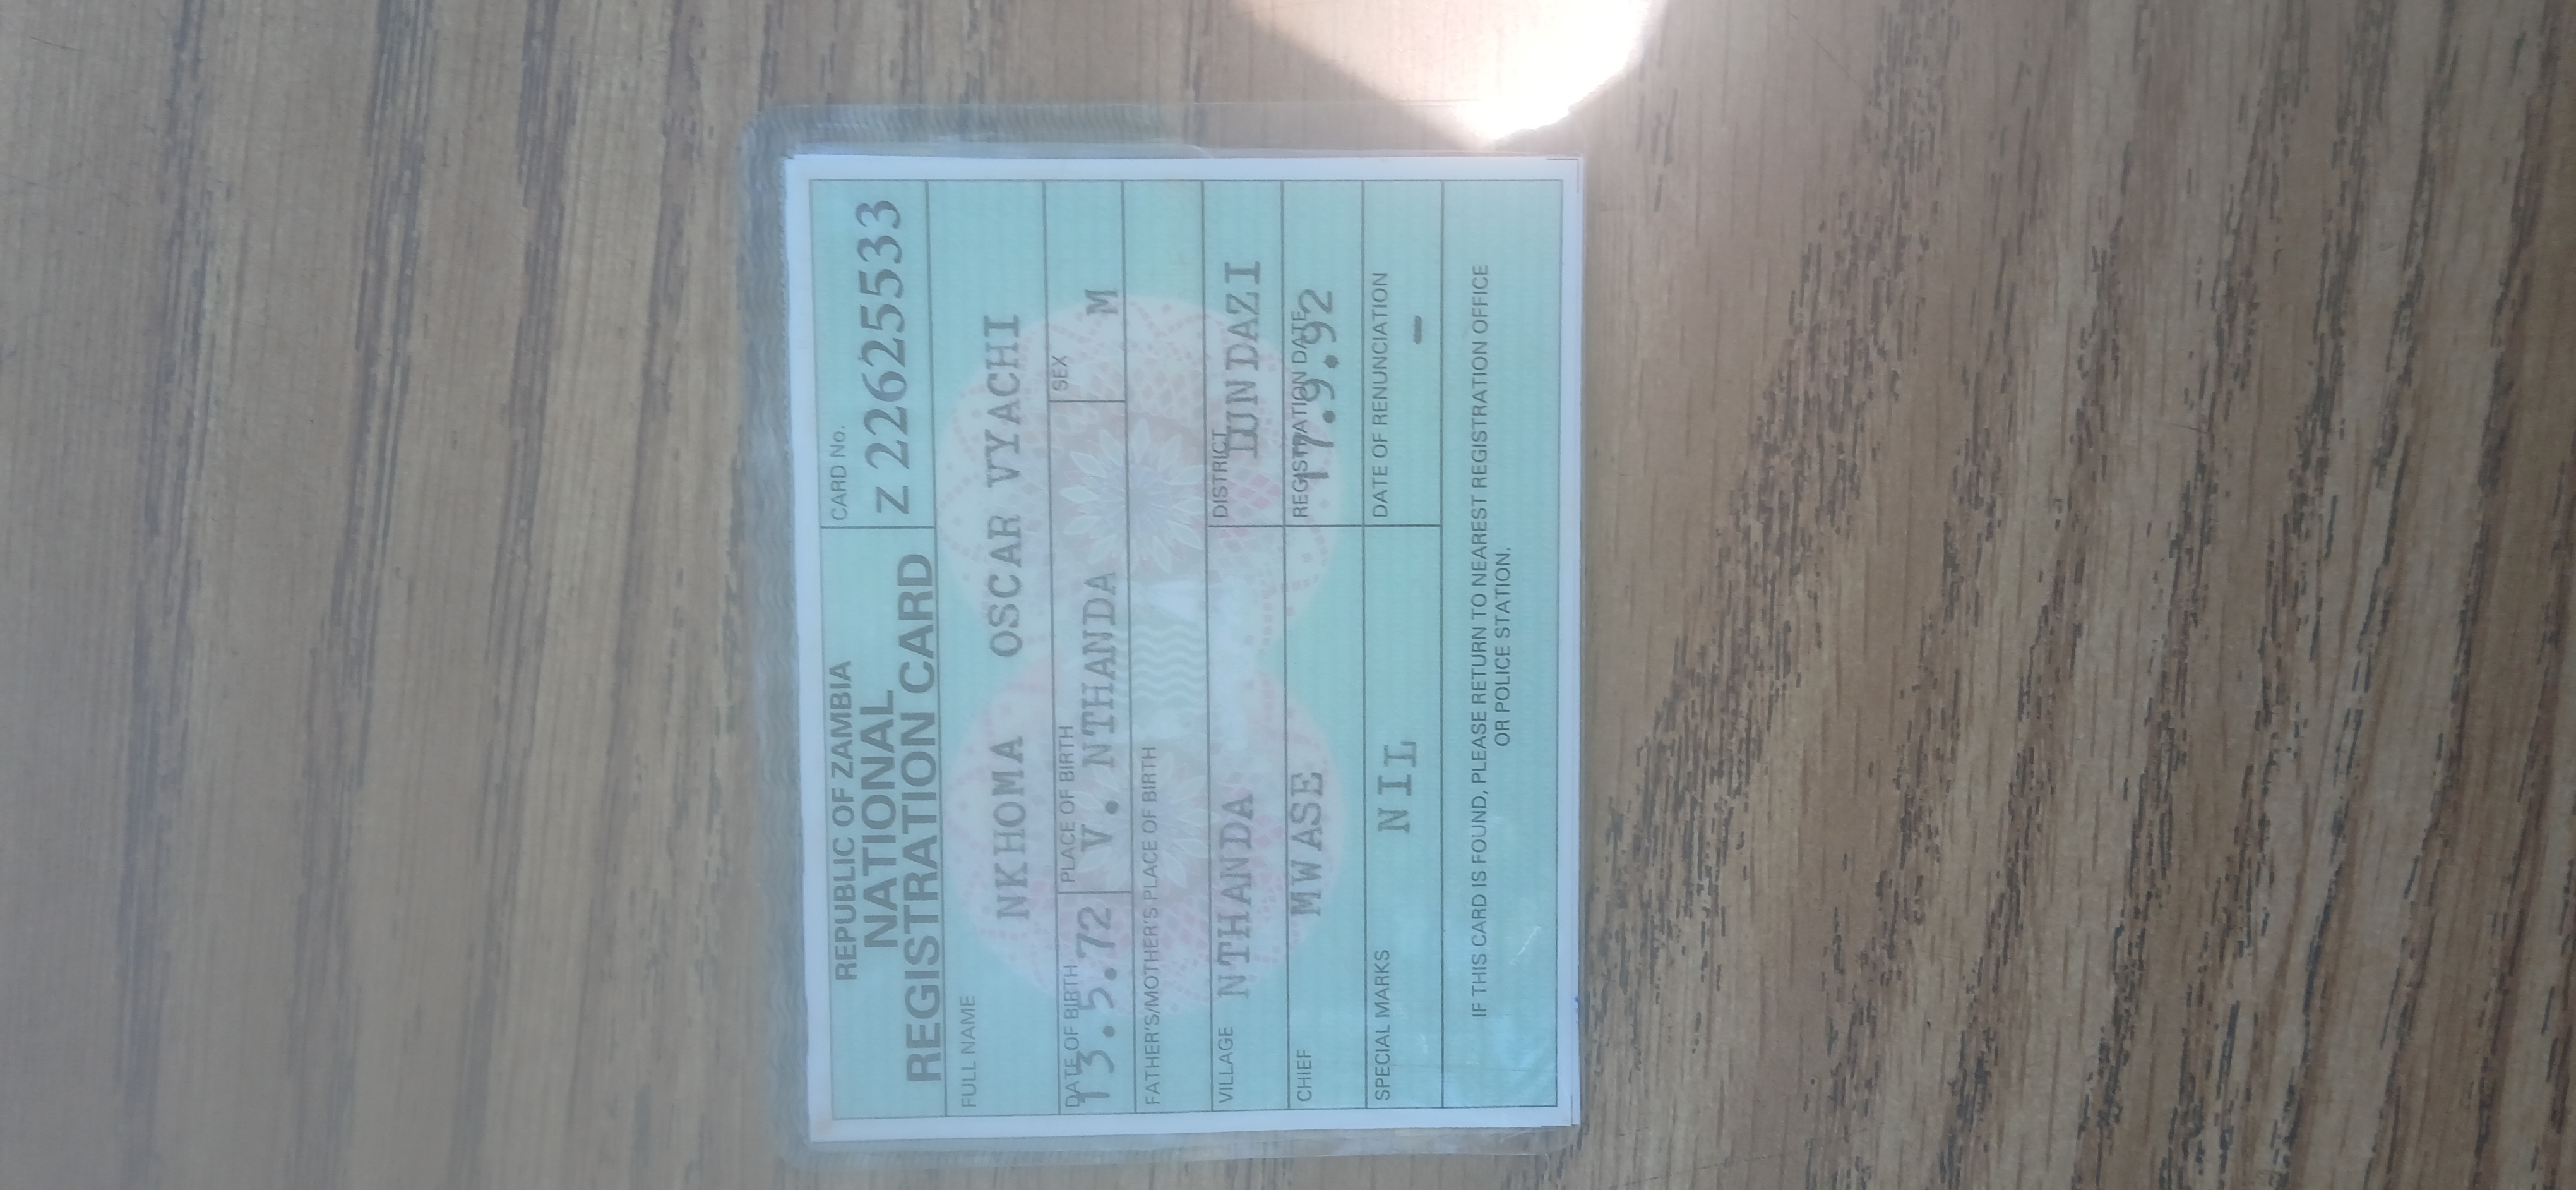 REPUBLIC OF ZAMBIA
NATIONAL
REGISTRATION CARD
CARD No.
Z 22625533
FULL NAME
NKHOMA OSCAR VYACHI
DATE OF BIRTH PLACE OF BIRTH SEX
13.5.72 V. NTHANDA M
FATHER'S/MOTHER'S PLACE OF BIRTH
VILLAGE NTHANDA DISTRICT LUNDAZI
CHIEF MWASE REGISTRATION DATE 17.9.92
SPECIAL MARKS NIL DATE OF RENUNCIATION -
IF THIS CARD IS FOUND, PLEASE RETURN TO NEAREST REGISTRATION OFFICE
OR POLICE STATION.